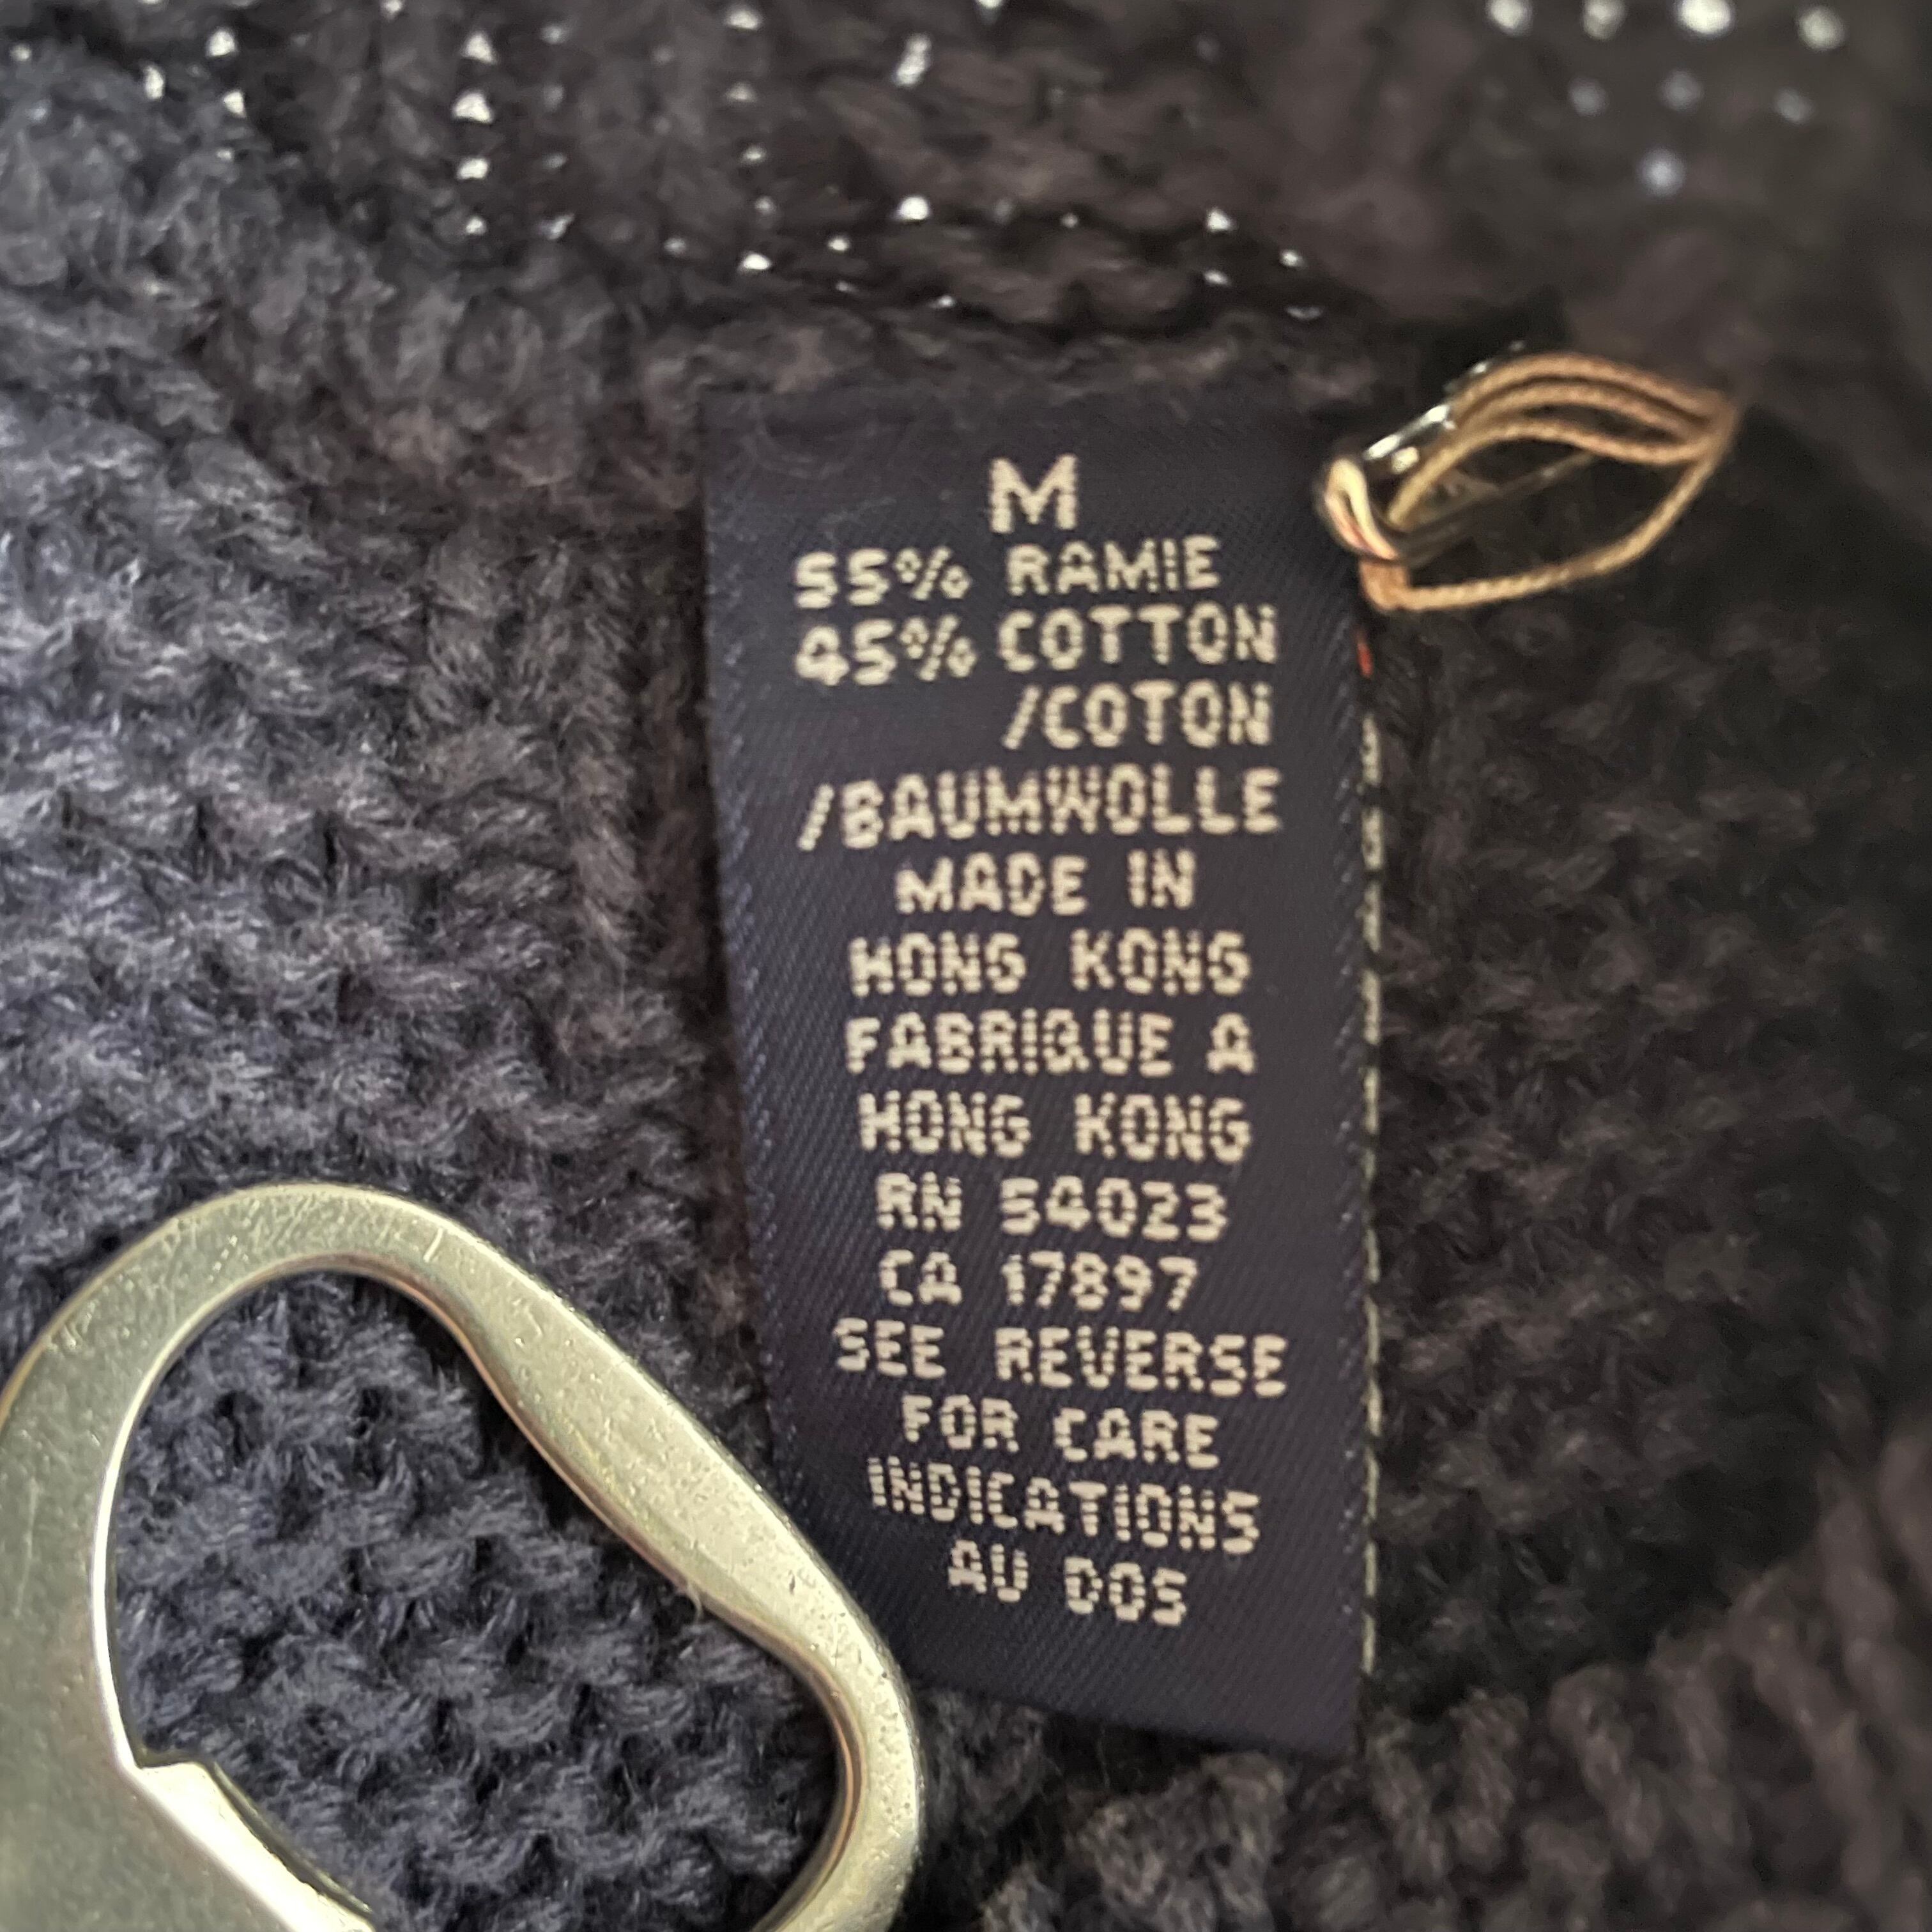 M
55% RAMIE
45% COTTON
/COTON
/BAUMWOLLE
MADE IN
HONG KONG
FABRIQUE A
HONG KONG
RN 54023
CA 17897
SEE REVERSE
FOR CARE
INDICATIONS
AU DOS